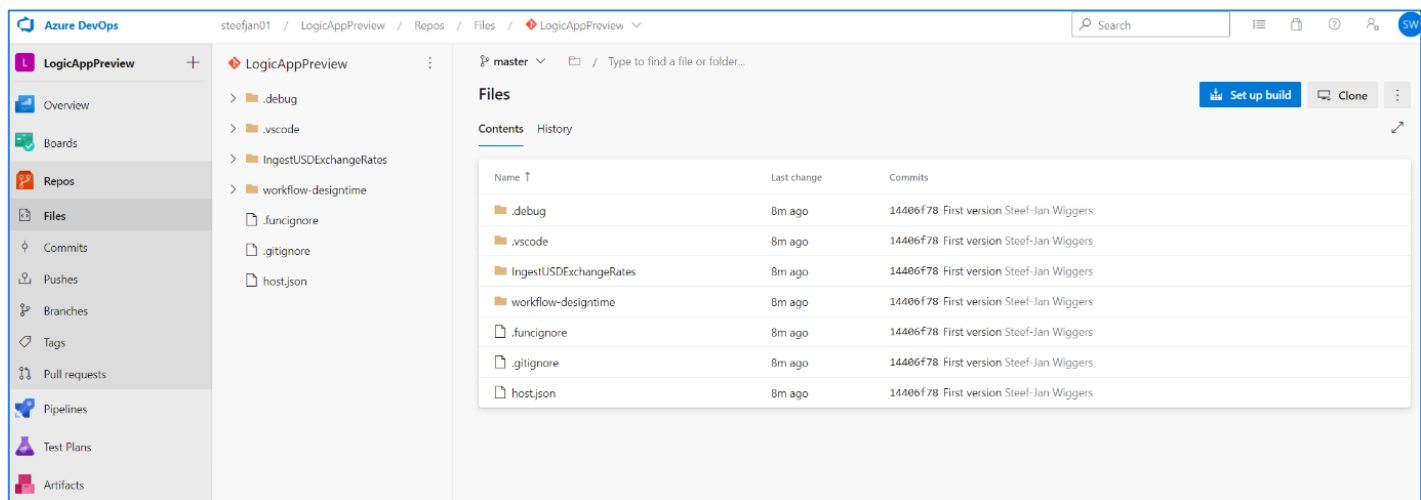 Azure DevOps
steefjan01 / LogicAppPreview / Repos / Files / LogicAppPreview
Search
SW
L LogicAppPreview +
Overview
Boards
Repos
Files
Commits
Pushes
Branches
Tags
Pull requests
Pipelines
Test Plans
Artifacts
LogicAppPreview
.debug
.vscode
IngestUSDExchangeRates
workflow-designtime
.funcignore
.gitignore
host.json
master / Type to find a file or folder...
Files
Set up build Clone
Contents History
Name ↑ Last change Commits
.debug 8m ago 14406f78 First version Steef-Jan Wiggers
.vscode 8m ago 14406f78 First version Steef-Jan Wiggers
IngestUSDExchangeRates 8m ago 14406f78 First version Steef-Jan Wiggers
workflow-designtime 8m ago 14406f78 First version Steef-Jan Wiggers
.funcignore 8m ago 14406f78 First version Steef-Jan Wiggers
.gitignore 8m ago 14406f78 First version Steef-Jan Wiggers
host.json 8m ago 14406f78 First version Steef-Jan Wiggers